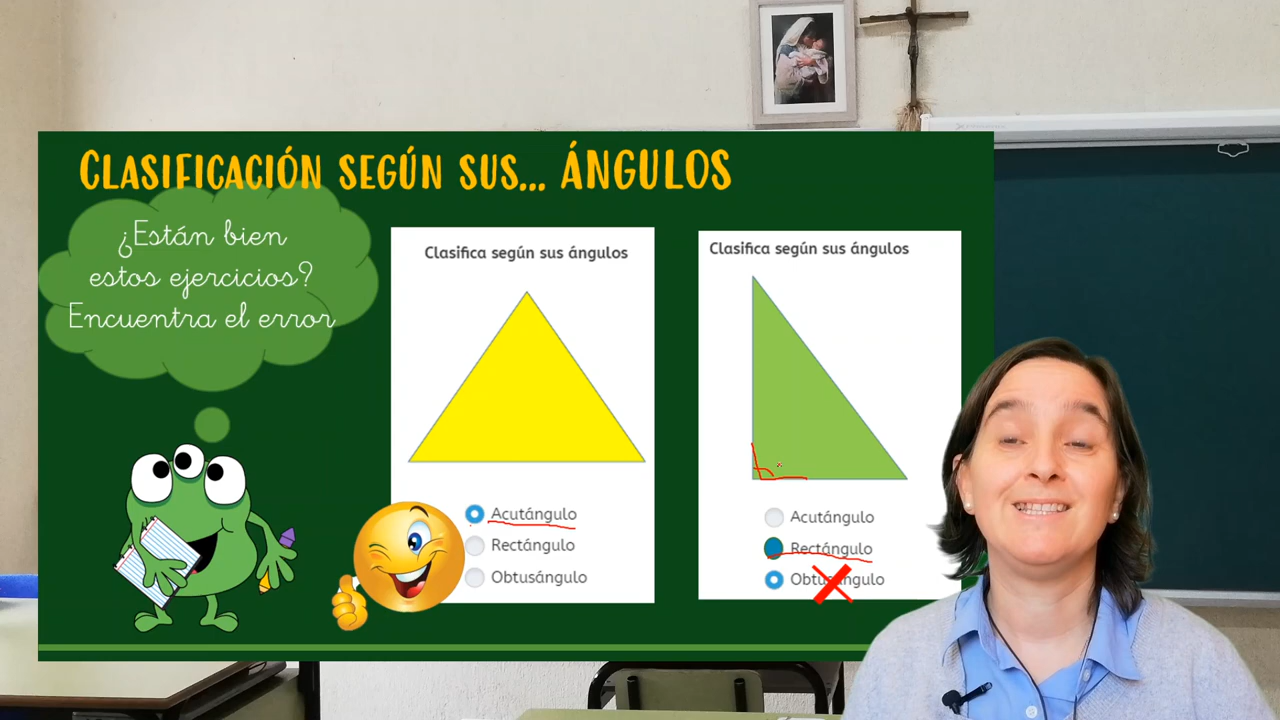 CLASIFICACIÓN SEGÚN SUS... ÁNGULOS
¿Están bien
estos ejercicios?
Encuentra el error
Clasifica según sus ángulos
Acutángulo
Rectángulo
Obtusángulo
Clasifica según sus ángulos
Acutángulo
Rectángulo
Obtusángulo